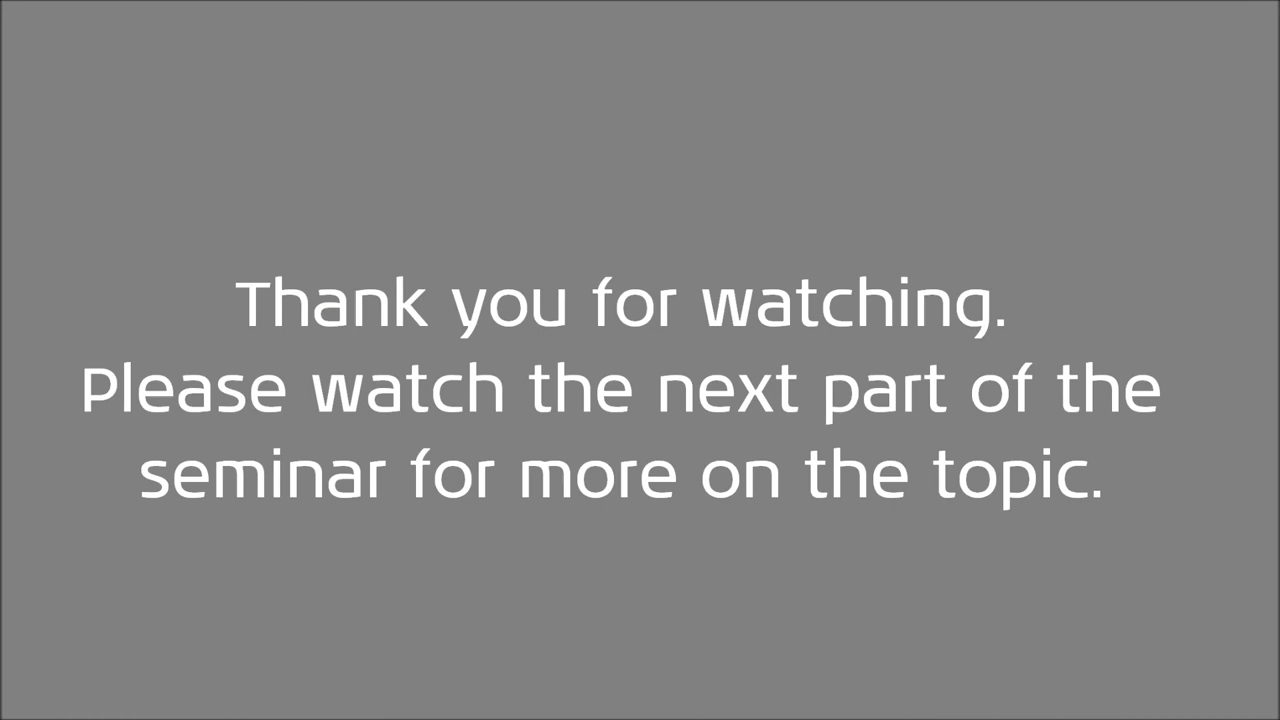 Thank you for watching.
Please watch the next part of the
seminar for more on the topic.